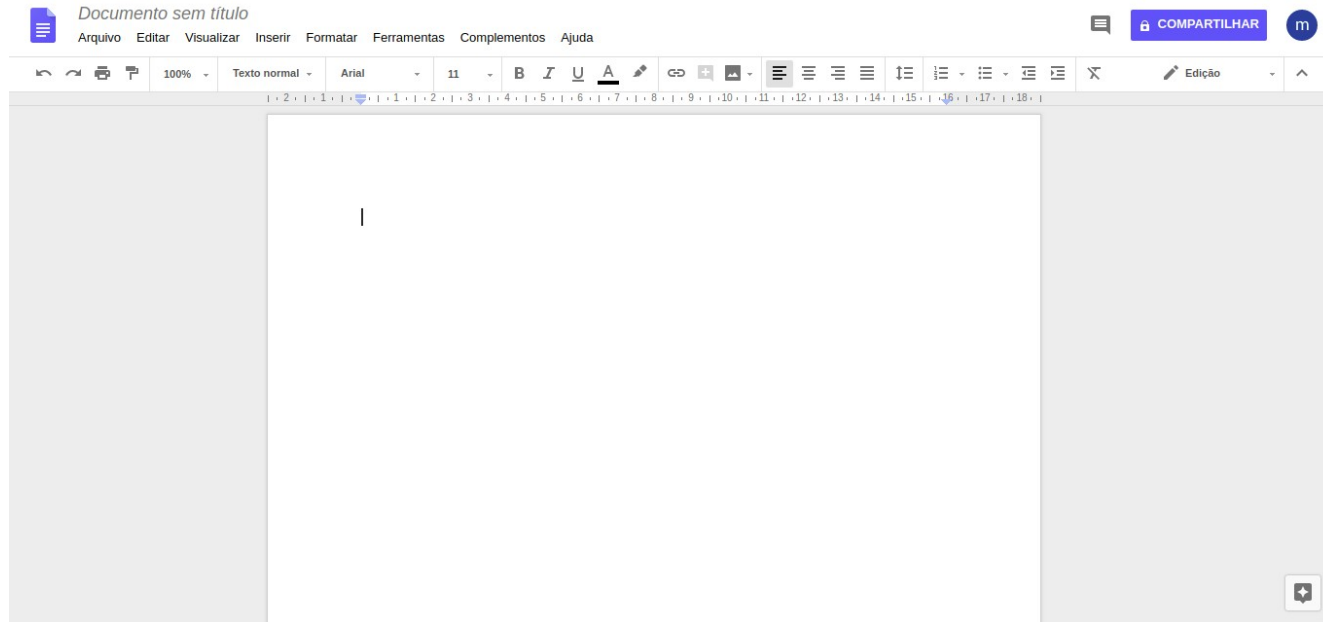 Documento sem título
Arquivo Editar Visualizar Inserir Formatar Ferramentas Complementos Ajuda
COMPARTILHAR
m
100% Texto normal Arial 11 B I U A Edição
2 1 1 2 3 4 5 6 7 8 9 10 11 12 13 14 15 16 17 18